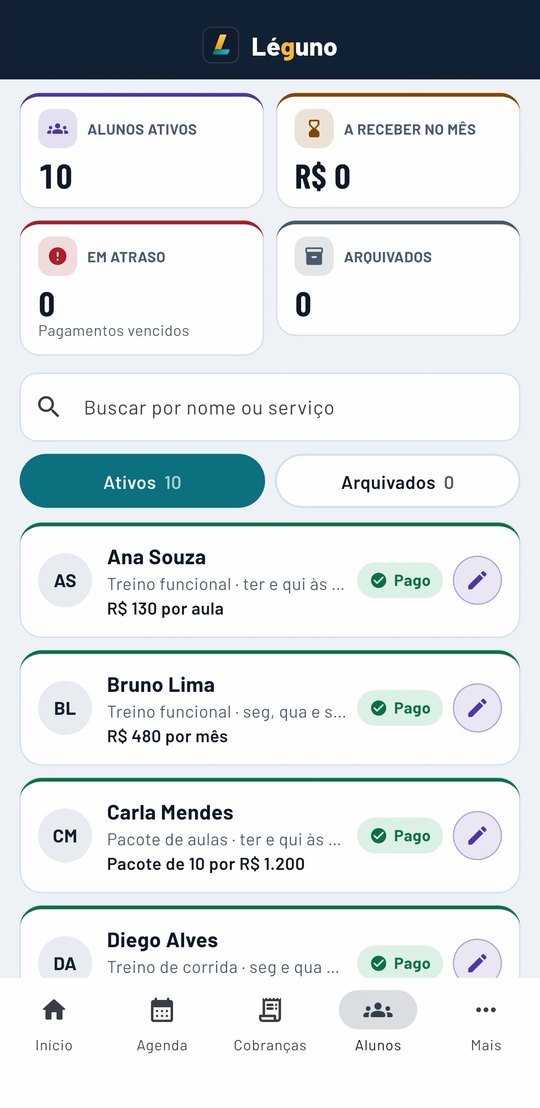 Léguno
ALUNOS ATIVOS
10
A RECEBER NO MÊS
R$ 0
EM ATRASO
0
Pagamentos vencidos
ARQUIVADOS
0
Buscar por nome ou serviço
Ativos 10
Arquivados 0
AS
Ana Souza
Treino funcional · ter e qui às ...
R$ 130 por aula
Pago
BL
Bruno Lima
Treino funcional · seg, qua e s...
R$ 480 por mês
Pago
CM
Carla Mendes
Pacote de aulas · ter e qui às ...
Pacote de 10 por R$ 1.200
Pago
DA
Diego Alves
Treino de corrida · seg e qua ...
Pago
Início
Agenda
Cobranças
Alunos
Mais